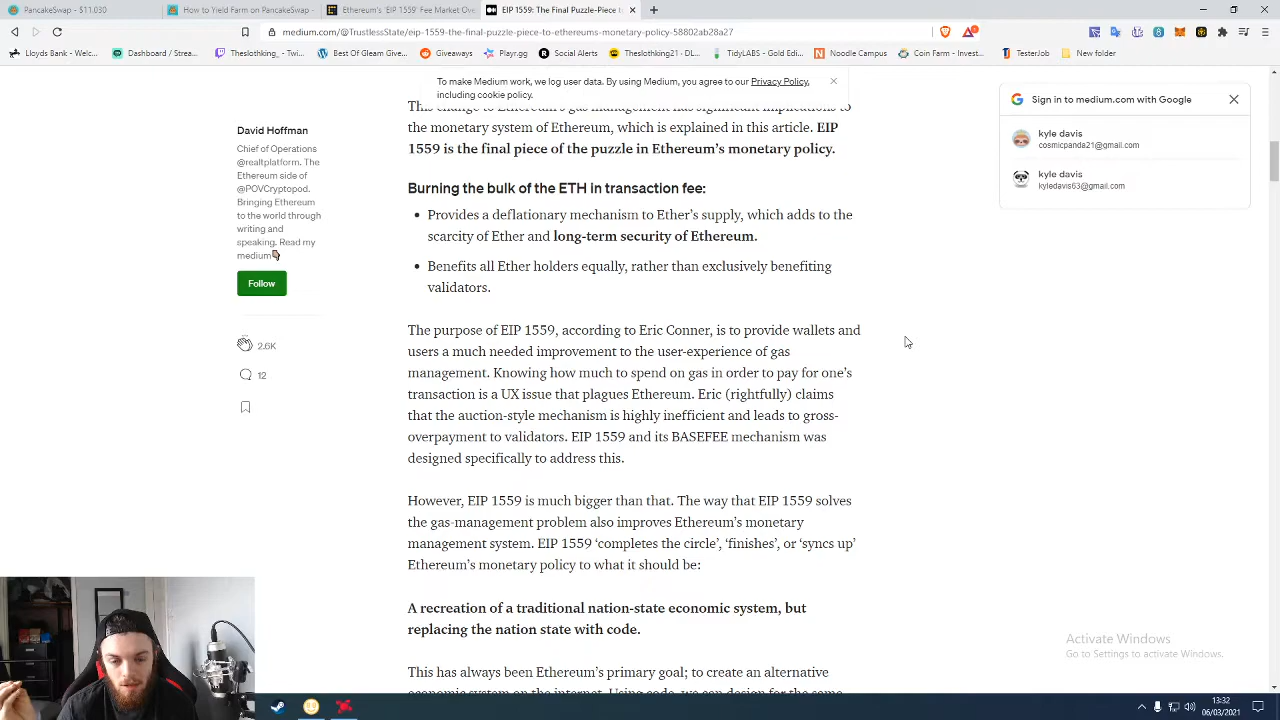 PancakeSwap - $11.030
How to Yield Farm on PancakeSwap
Ethereum's 'EIP 1559' Fee Market Ove
EIP 1559: The Final Puzzle-Piece to
medium.com/@TrustlessState/eip-1559-the-final-puzzle-piece-to-ethereums-monetary-policy-58802ab28a27
Lloyds Bank - Wel...
Dashboard / Strea...
Theslothking - Twi...
Best Of Gleam Give...
Giveaways
Playr.gg
Social Alerts
Theslothking21 - DL...
TidyLABS - Gold Edi...
Noodle Campus
Coin Farm - Invest...
TesterJob
New folder
To make Medium work, we log user data. By using Medium, you agree to our Privacy Policy,
including cookie policy.
This change to Ethereum's gas management has significant implications to
the monetary system of Ethereum, which is explained in this article. EIP
1559 is the final piece of the puzzle in Ethereum's monetary policy.
Burning the bulk of the ETH in transaction fee:
Provides a deflationary mechanism to Ether's supply, which adds to the
scarcity of Ether and long-term security of Ethereum.
Benefits all Ether holders equally, rather than exclusively benefiting
validators.
The purpose of EIP 1559, according to Eric Conner, is to provide wallets and
users a much needed improvement to the user-experience of gas
management. Knowing how much to spend on gas in order to pay for one's
transaction is a UX issue that plagues Ethereum. Eric (rightfully) claims
that the auction-style mechanism is highly inefficient and leads to gross-
overpayment to validators. EIP 1559 and its BASEFEE mechanism was
designed specifically to address this.
However, EIP 1559 is much bigger than that. The way that EIP 1559 solves
the gas-management problem also improves Ethereum's monetary
management system. EIP 1559 'completes the circle', 'finishes', or 'syncs up'
Ethereum's monetary policy to what it should be:
A recreation of a traditional nation-state economic system, but
replacing the nation state with code.
This has always been Ethereum's primary goal; to create an alternative
David Hoffman
Chief of Operations
@realtplatform. The
Ethereum side of
@POVCryptopod.
Bringing Ethereum
to the world through
writing and
speaking. Read my
medium
Follow
2.6K
12
Sign in to medium.com with Google
kyle davis
cosmicpanda21@gmail.com
kyle davis
kyledavis63@gmail.com
Activate Windows
Go to Settings to activate Windows.
13:32
06/03/2021